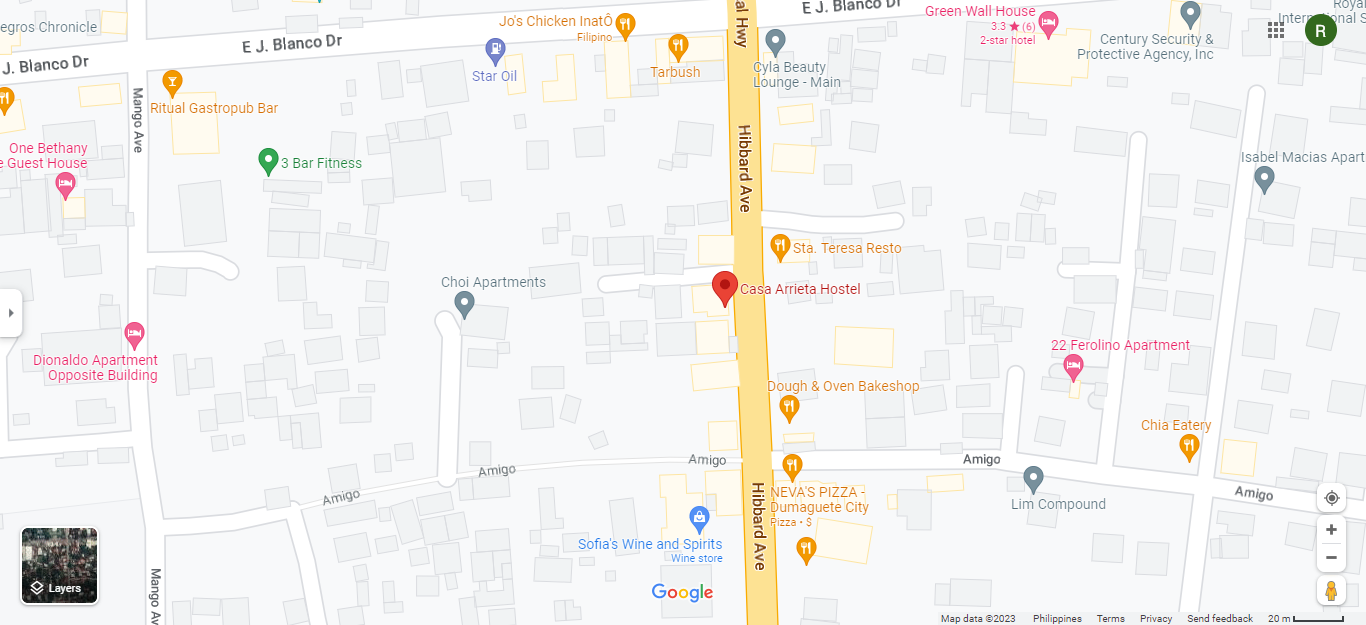 egros Chronicle
J. Blanco Dr
E J. Blanco Dr
Jo's Chicken InatÔ
Filipino
Star Oil
Tarbush
al Hwy
E J. Blanco Dr
Cyla Beauty
Lounge - Main
Green Wall House
3.3 ★ (6)
2-star hotel
Century Security &
Protective Agency, Inc
Royal
International S
R
Mango Ave
Ritual Gastropub Bar
One Bethany
e Guest House
3 Bar Fitness
Hibbard Ave
Isabel Macias Apart
Sta. Teresa Resto
Choi Apartments
Casa Arrieta Hostel
Dionaldo Apartment
Opposite Building
22 Ferolino Apartment
Dough & Oven Bakeshop
Chia Eatery
Amigo
Amigo
Amigo
Amigo
Amigo
NEVA'S PIZZA -
Dumaguete City
Pizza • $
Lim Compound
Hibbard Ave
Sofia's Wine and Spirits
Wine store
Layers
Mango Av
Google
Map data ©2023
Philippines
Terms
Privacy
Send feedback
20 m